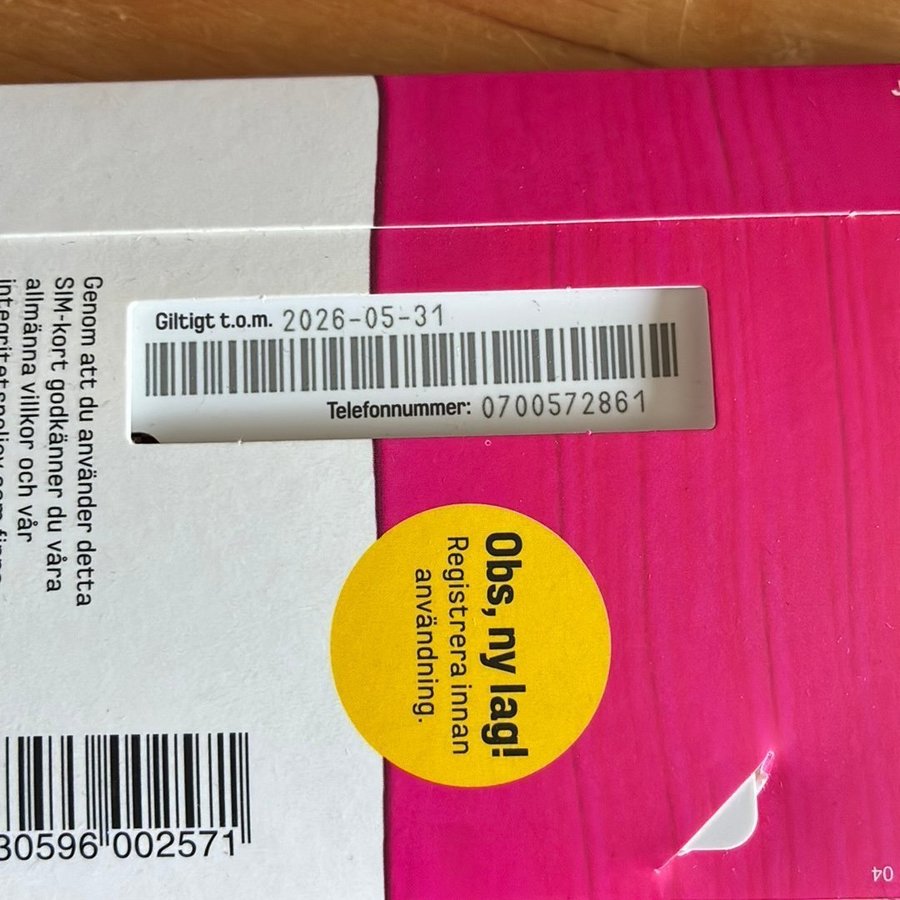 Giltigt t.o.m. 2026-05-31
Telefonnummer: 0700572861
Genom att du använder detta
SIM-kort godkänner du våra
allmänna villkor och vår
Obs, ny lag!
Registrera innan
användning.
30596 002571
04